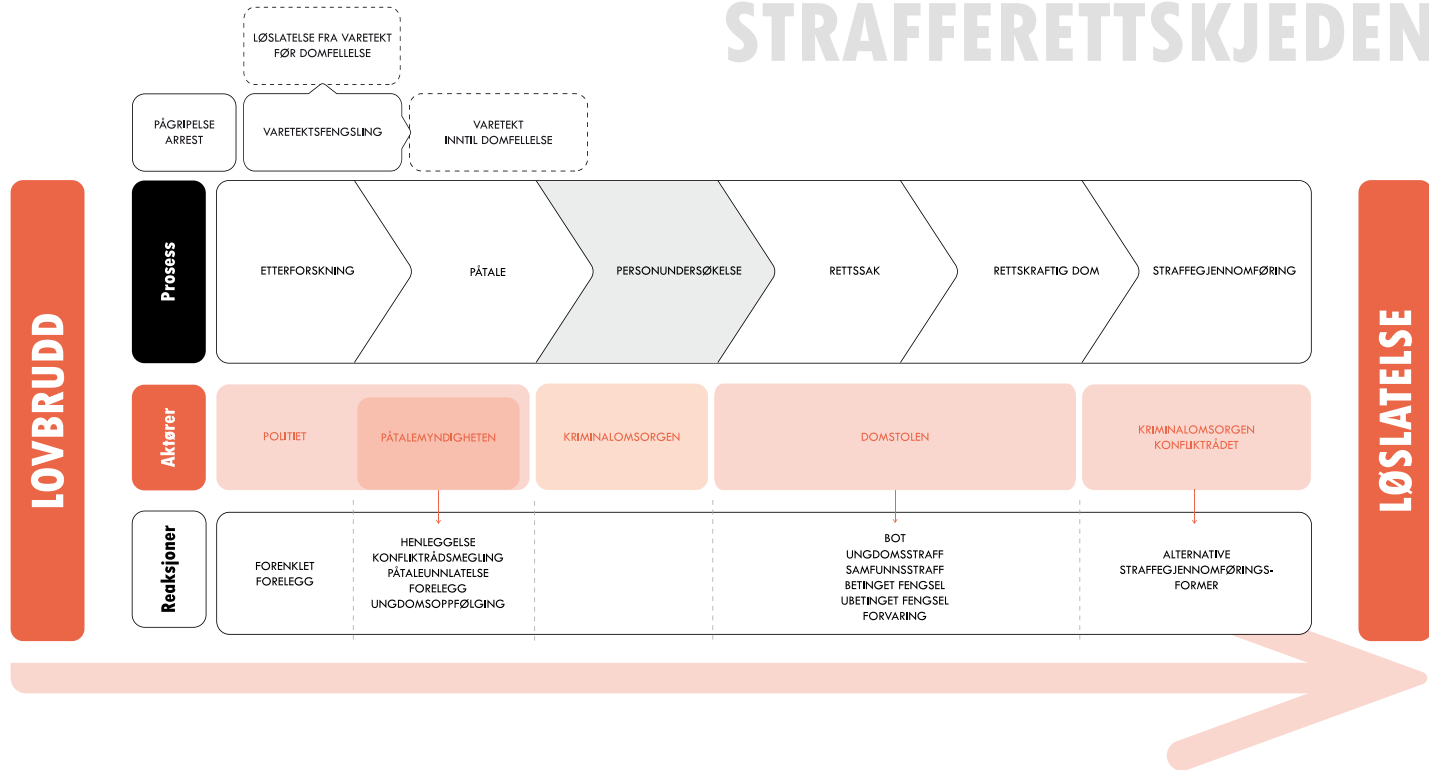 STRAFFERETTSKJEDEN
LØSLATELSE FRA VARETEKT
FØR DOMFELLELSE
PÅGRIPELSE
ARREST
VARETEKTSFENGSLING
VARETEKT
INNTIL DOMFELLELSE
LOVBRUDD
Prosess
ETTERFORSKNING
PÅTALE
PERSONUNDERSØKELSE
RETTSSAK
RETTSKRAFTIG DOM
STRAFFEGJENNOMFØRING
LØSLATELSE
Aktører
POLITIET
PÅTALEMYNDIGHETEN
KRIMINALOMSORGEN
DOMSTOLEN
KRIMINALOMSORGEN
KONFLIKTRÅDET
Reaksjoner
FORENKLET
FORELEGG
HENLEGGELSE
KONFLIKTRÅDSMEGLING
PÅTALEUNNLATELSE
FORELEGG
UNGDOMSOPPFØLGING
BOT
UNGDOMSSTRAFF
SAMFUNNSSTRAFF
BETINGET FENGSEL
UBETINGET FENGSEL
FORVARING
ALTERNATIVE
STRAFFEGJENNOMFØRINGS-
FORMER